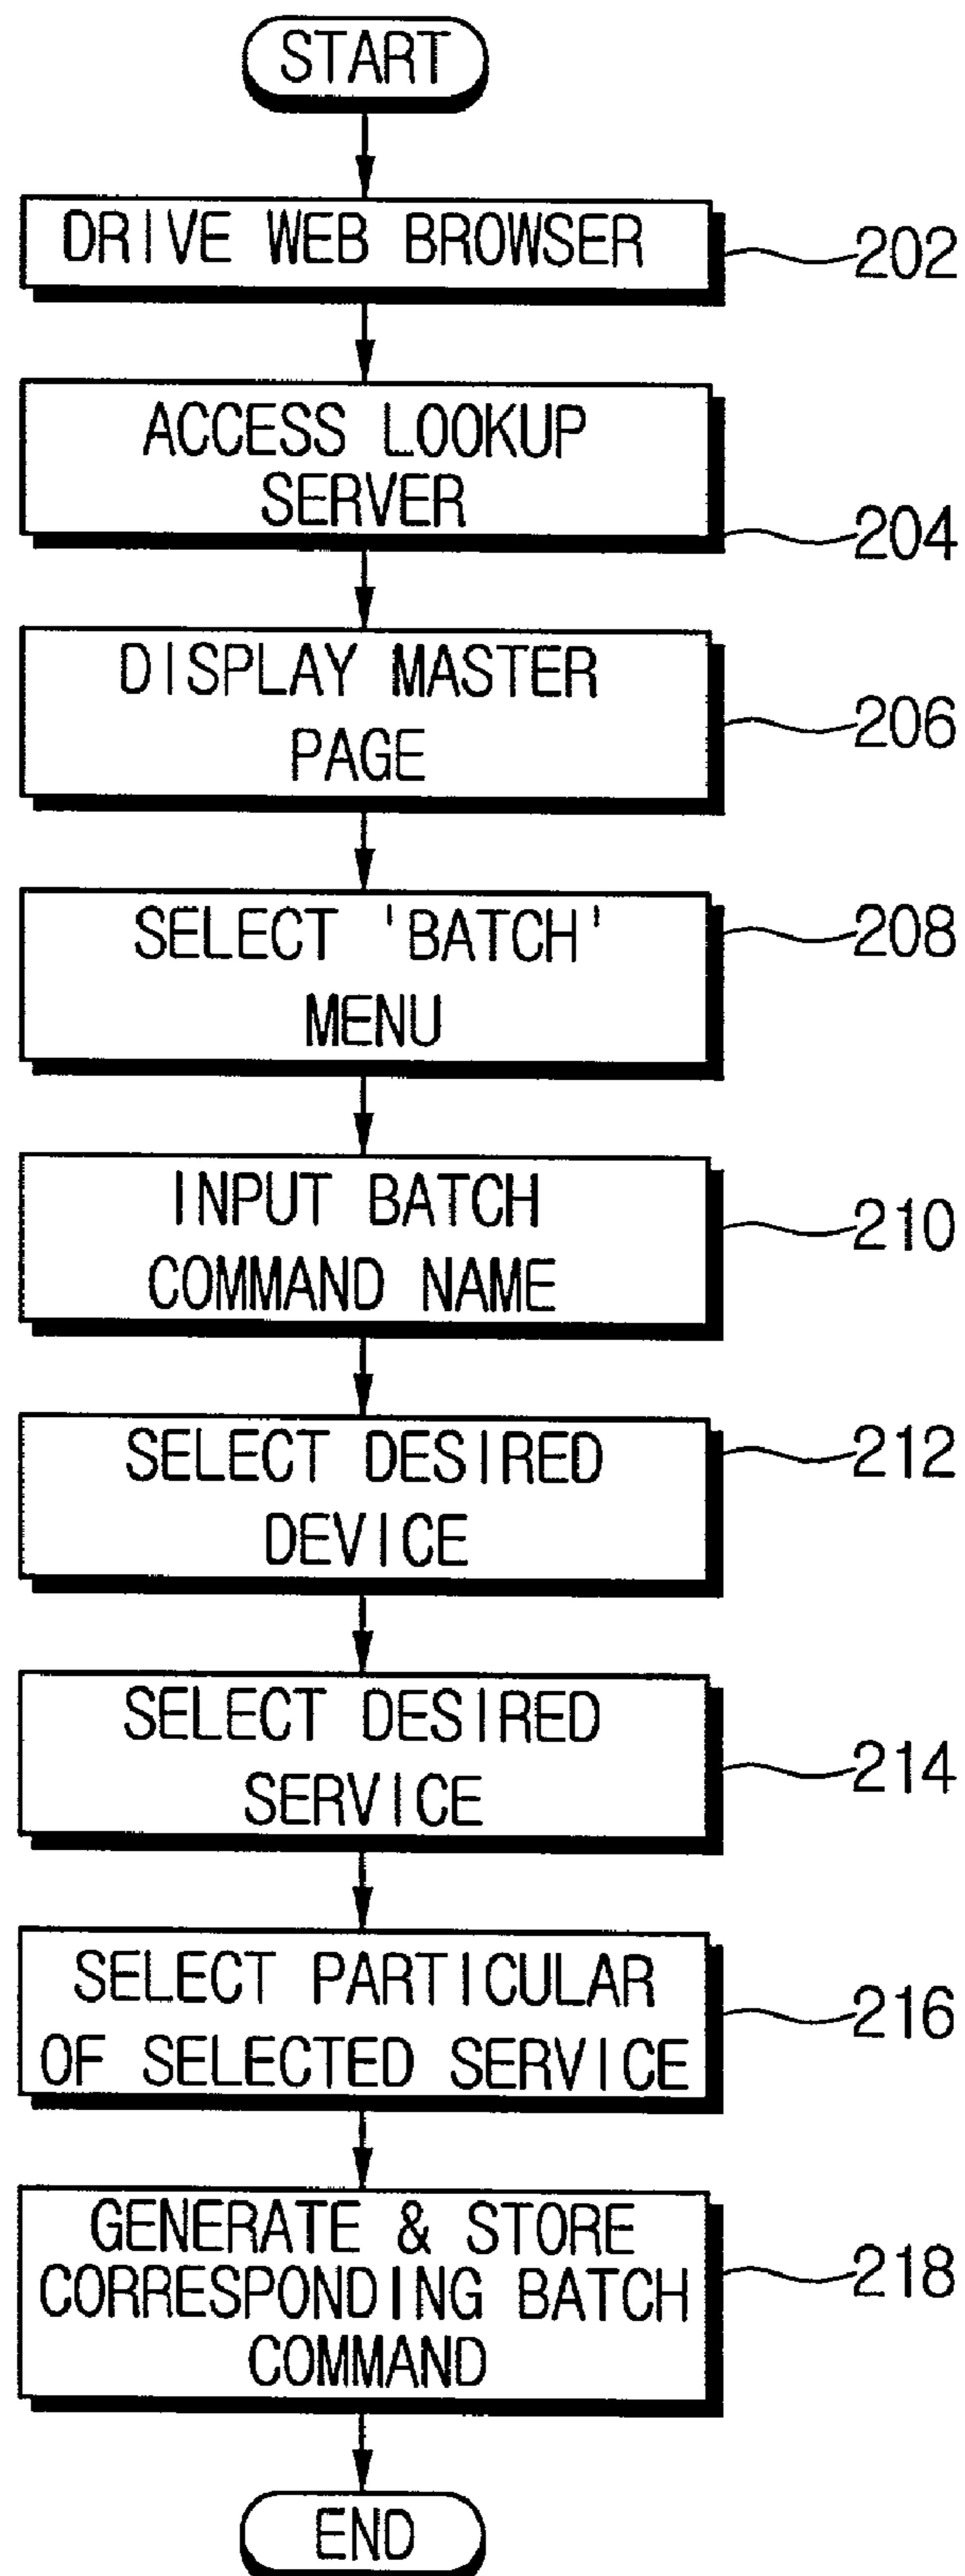 START
DRIVE WEB BROWSER
202
ACCESS LOOKUP
SERVER
204
DISPLAY MASTER
PAGE
206
SELECT 'BATCH'
MENU
208
INPUT BATCH
COMMAND NAME
210
SELECT DESIRED
DEVICE
212
SELECT DESIRED
SERVICE
214
SELECT PARTICULAR
OF SELECTED SERVICE
216
GENERATE & STORE
CORRESPONDING BATCH
COMMAND
218
END